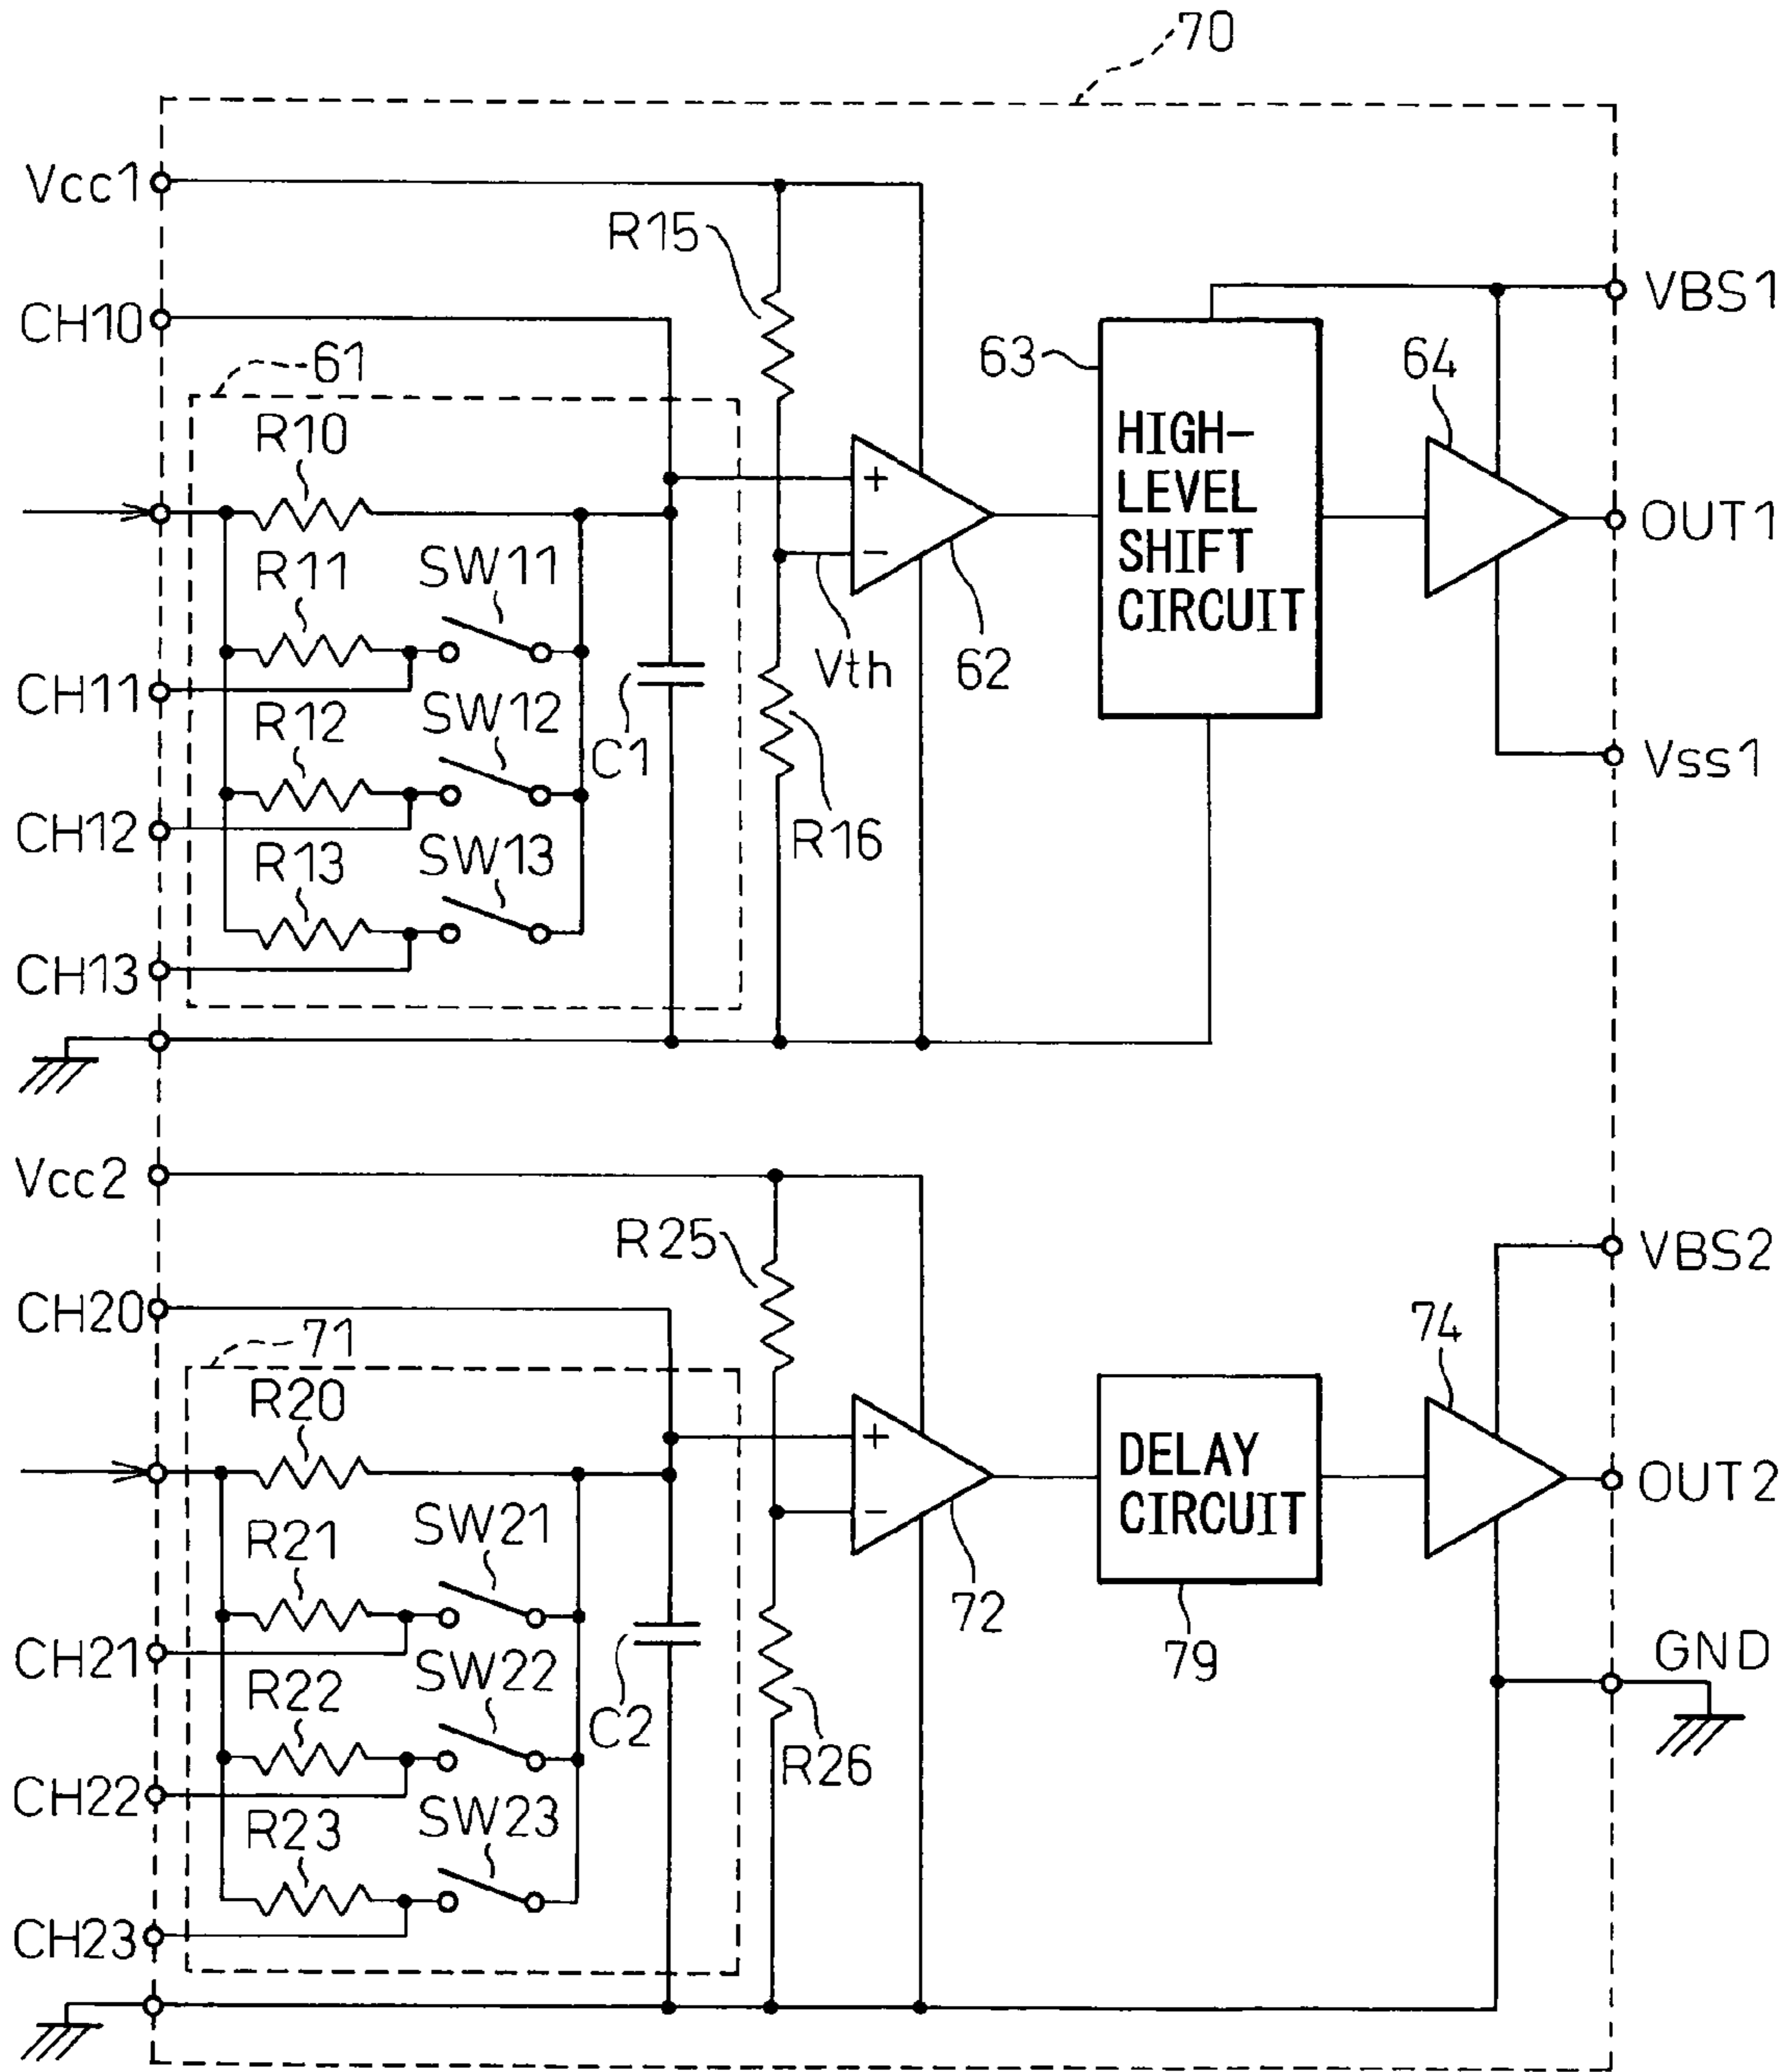 70
Vcc1
R15
CH10
VBS1
61
63
64
R10
HIGH-
LEVEL
SHIFT
CIRCUIT
+
−
OUT1
R11
SW11
Vth
62
CH11
R12
SW12
C1
Vss1
CH12
R13
SW13
R16
CH13
Vcc2
R25
VBS2
CH20
71
74
R20
DELAY
CIRCUIT
+
−
OUT2
R21
SW21
72
79
CH21
R22
SW22
C2
GND
R26
CH22
R23
SW23
CH23